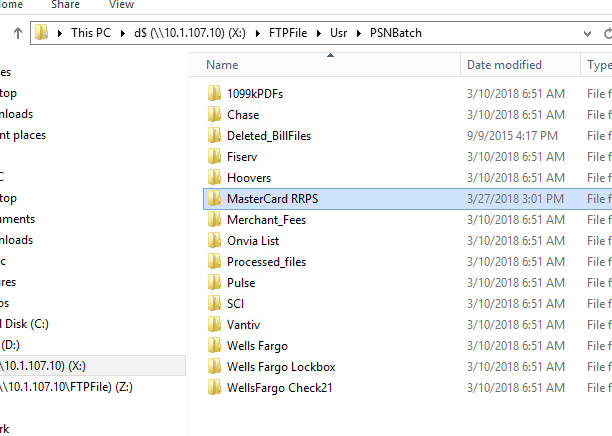 ome Share View
This PC d$ (\\10.1.107.10) (X:) FTPFile Usr PSNBatch
Name Date modified Type
es
top 1099kPDFs 3/10/2018 6:51 AM File f
nloads Chase 3/10/2018 6:51 AM File f
ent places Deleted_BillFiles 9/9/2015 4:17 PM File f
Fiserv 3/10/2018 6:51 AM File f
C Hoovers 3/10/2018 6:51 AM File f
top MasterCard RRPS 3/27/2018 3:01 PM File f
uments Merchant_Fees 3/10/2018 6:51 AM File f
nloads Onvia List 3/10/2018 6:51 AM File f
c Processed_files 3/10/2018 6:51 AM File f
ures Pulse 3/10/2018 6:51 AM File f
os SCI 3/10/2018 6:51 AM File f
l Disk (C:) Vantiv 3/10/2018 6:51 AM File f
(D:) Wells Fargo 3/10/2018 6:51 AM File f
\10.1.107.10) (X:) Wells Fargo Lockbox 3/10/2018 6:51 AM File f
\\10.1.107.10\FTPFile) (Z:) WellsFargo Check21 3/10/2018 6:51 AM File f
rk